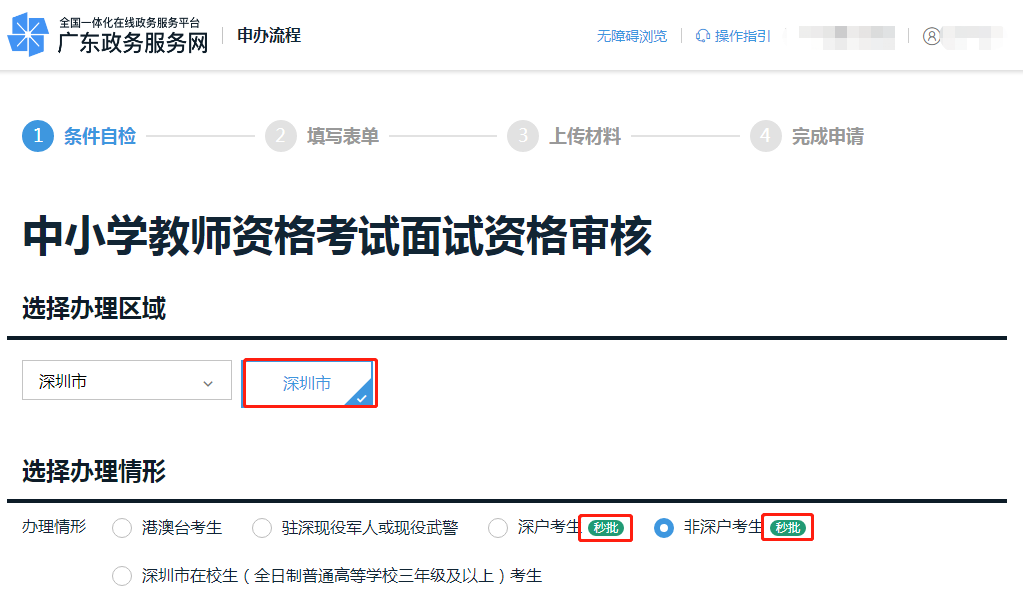 全国一体化在线政务服务平台
广东政务服务网
申办流程
无障碍浏览
操作指引
1 条件自检
2 填写表单
3 上传材料
4 完成申请
中小学教师资格考试面试资格审核
选择办理区域
深圳市
深圳市
选择办理情形
办理情形 港澳台考生 驻深现役军人或现役武警 深户考生 秒批 非深户考生 秒批
深圳市在校生（全日制普通高等学校三年级及以上）考生